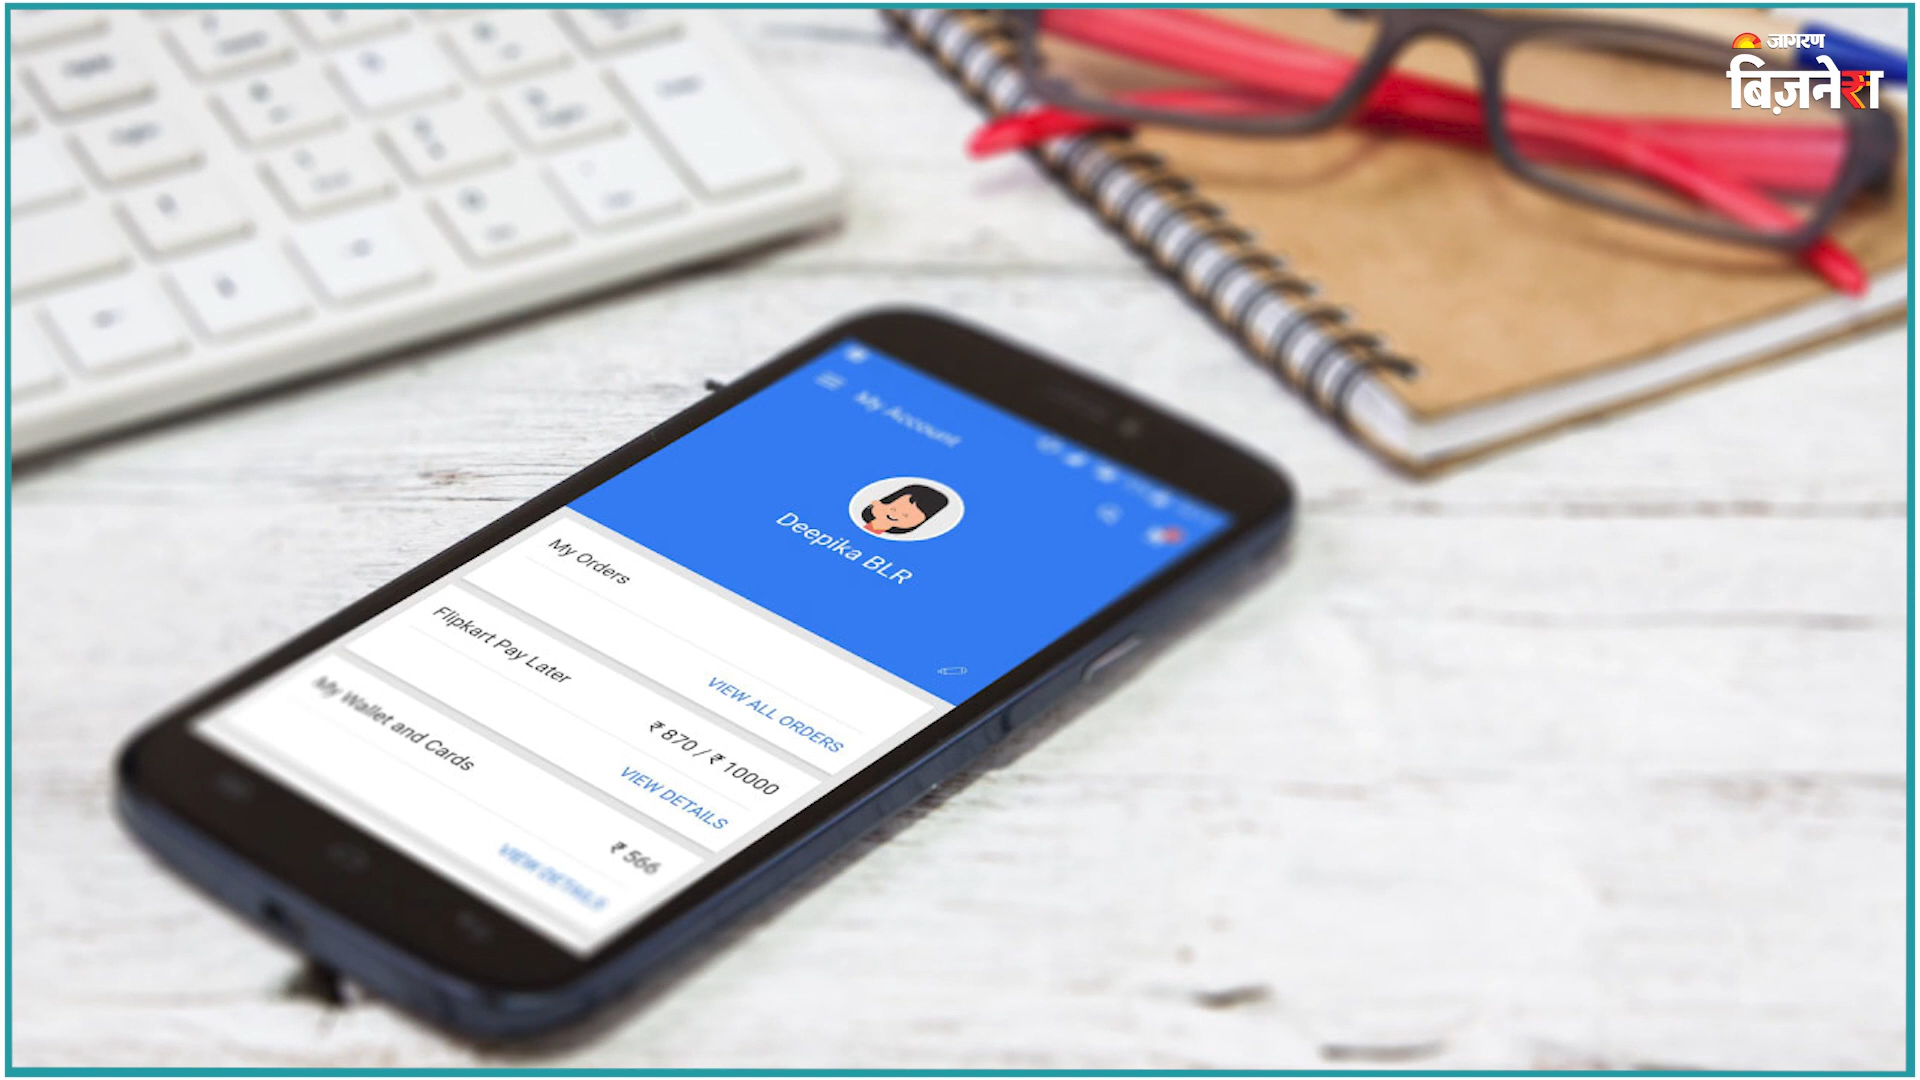 जागरण
बिज़नेस
My Account
Deepika BLR
My Orders
VIEW ALL ORDERS
Flipkart Pay Later
₹ 870 / ₹ 10000
VIEW DETAILS
My Wallet and Cards
₹ 566
VIEW DETAILS